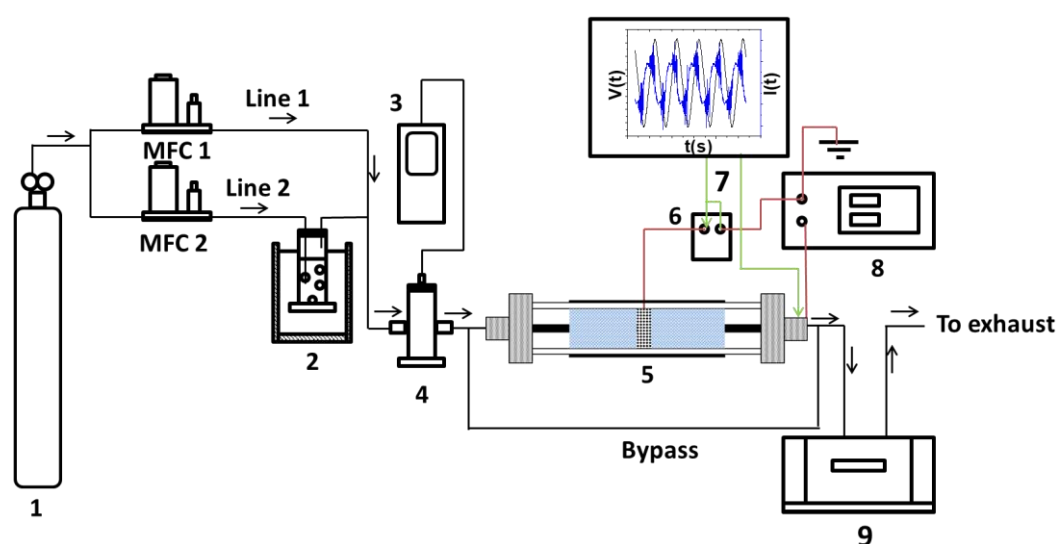 V(t)
I(t)
t(s)
3
Line 1
MFC 1
Line 2
MFC 2
7
6
8
2
4
5
To exhaust
Bypass
1
9